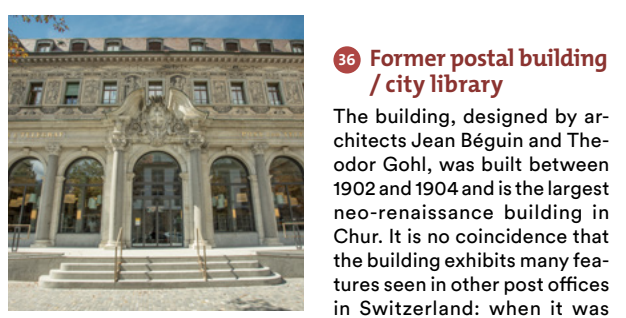 36 Former postal building
/ city library
The building, designed by ar-
chitects Jean Béguin and The-
odor Gohl, was built between
1902 and 1904 and is the largest
neo-renaissance building in
Chur. It is no coincidence that
the building exhibits many fea-
tures seen in other post offices
in Switzerland: when it was